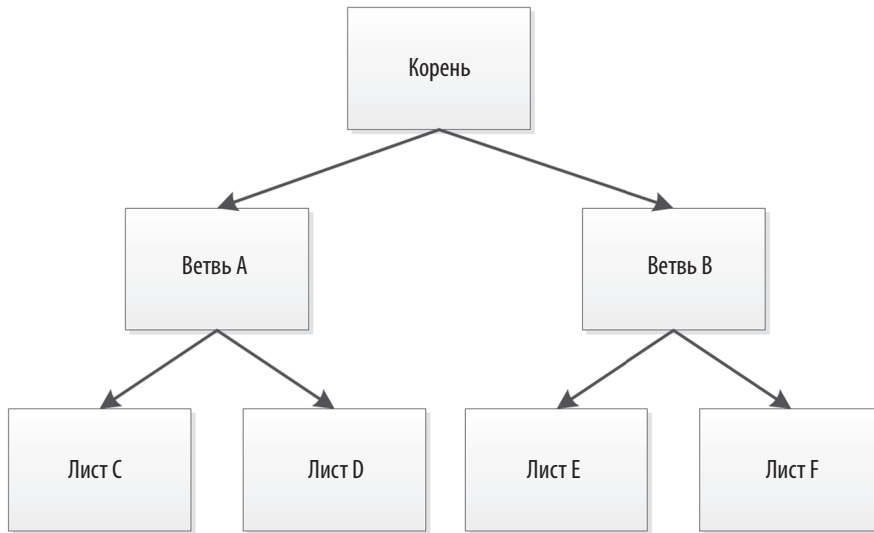 Корень
Ветвь A
Ветвь B
Лист C
Лист D
Лист E
Лист F